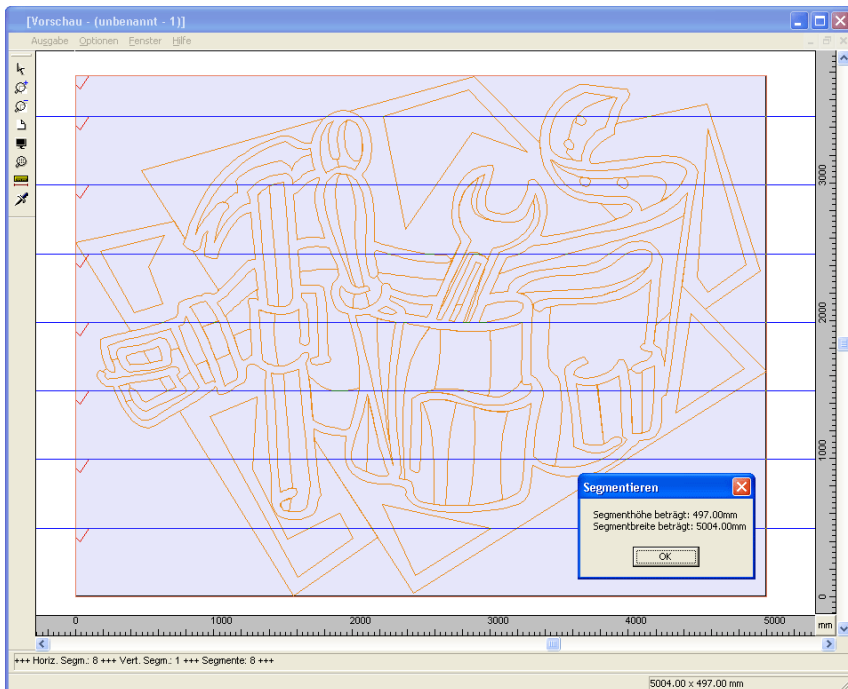 [Vorschau - (unbenannt - 1)]
Ausgabe Optionen Fenster Hilfe
3000
2000
1000
0
Segmentieren
Segmenthöhe beträgt: 497.00mm
Segmentbreite beträgt: 5004.00mm
OK
0 1000 2000 3000 4000 5000 mm
+++ Horiz. Segm.: 8 +++ Vert. Segm.: 1 +++ Segmente: 8 +++
5004.00 x 497.00 mm